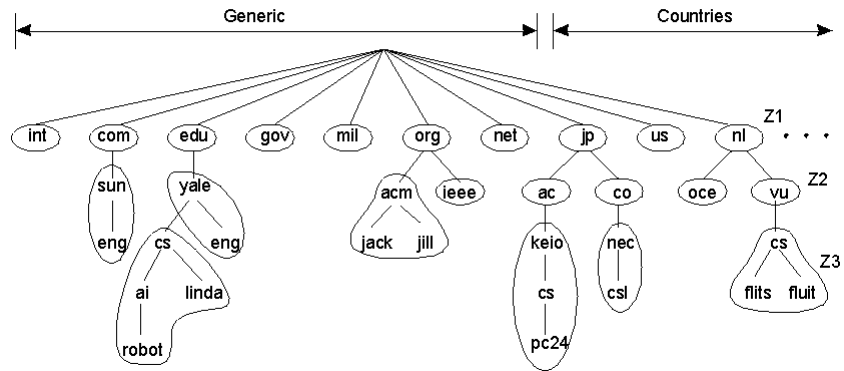 Generic Countries
int com edu gov mil org net jp us nl Z1 . . .
sun yale acm ieee ac co oce vu Z2
eng cs eng jack jill keio nec cs Z3
ai linda cs csl flits fluit
robot pc24